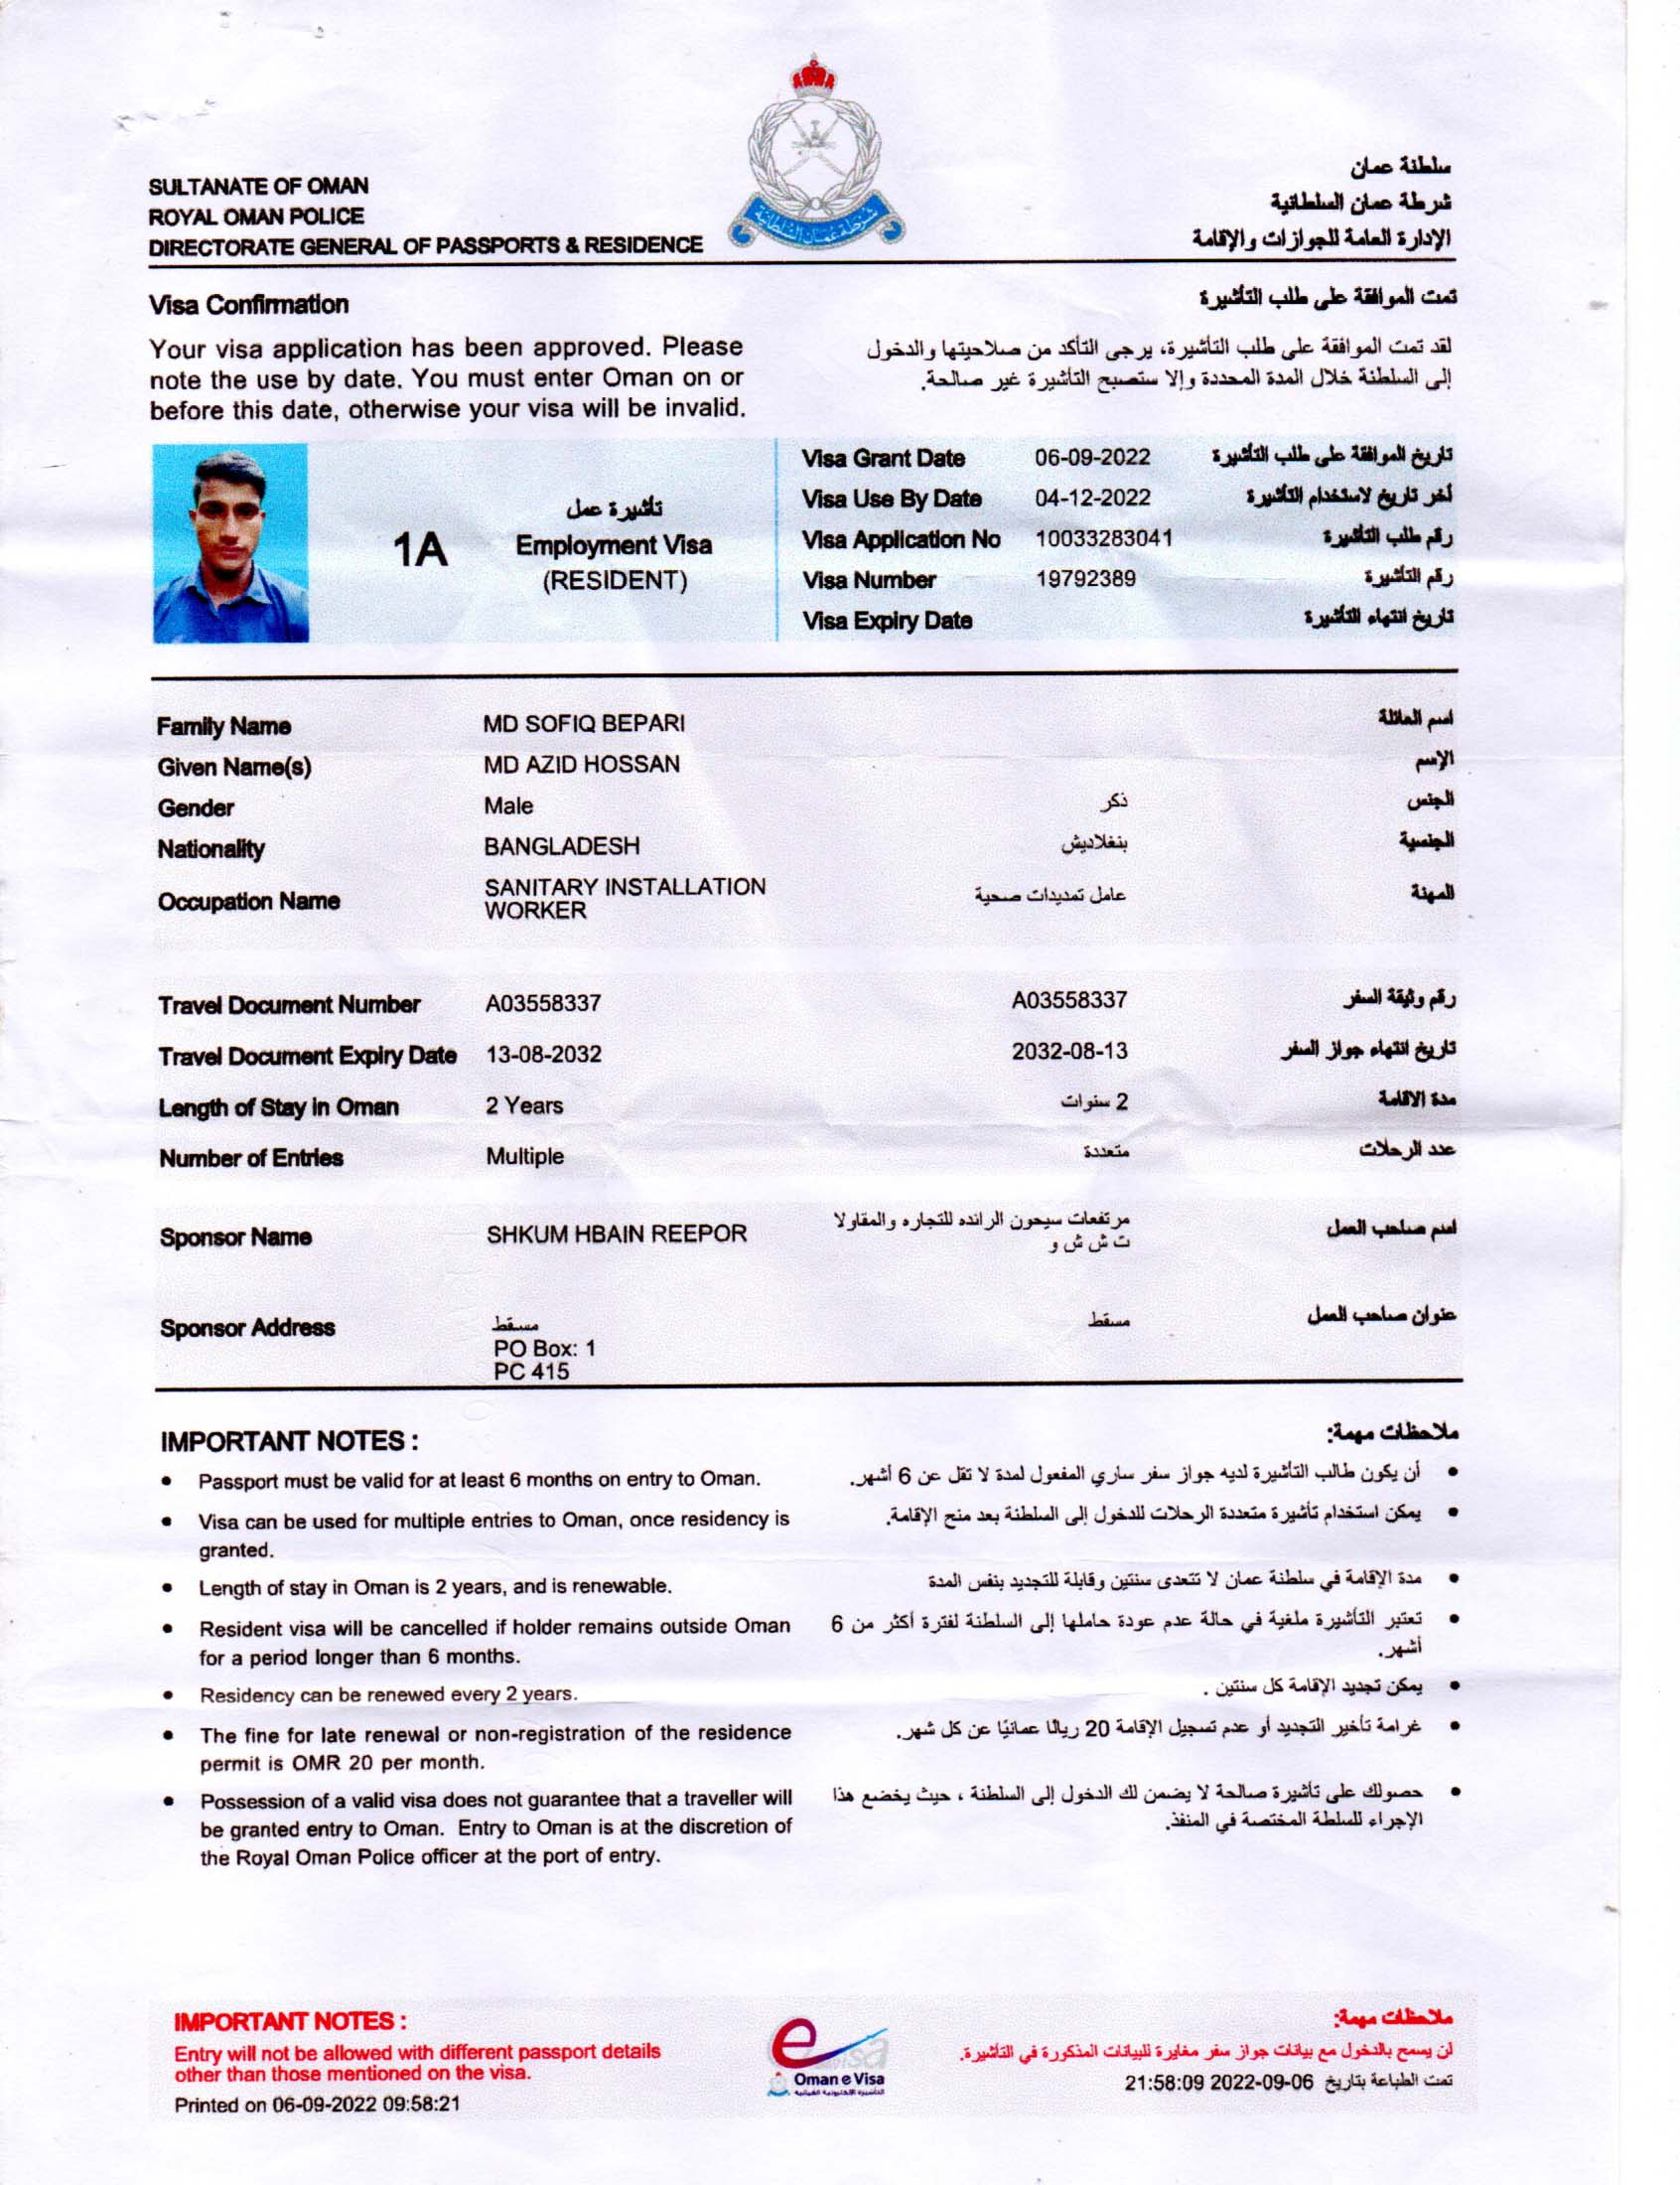 شرطة عمان السلطانية
SULTANATE OF OMAN
ROYAL OMAN POLICE
DIRECTORATE GENERAL OF PASSPORTS & RESIDENCE
سلطنة عمان
شرطة عمان السلطانية
الإدارة العامة للجوازات والإقامة
Visa Confirmation
تمت الموافقة على طلب التأشيرة
Your visa application has been approved. Please
note the use by date. You must enter Oman on or
before this date, otherwise your visa will be invalid.
لقد تمت الموافقة على طلب التأشيرة، يرجى التأكد من صلاحيتها والدخول
إلى السلطنة خلال المدة المحددة وإلا ستصبح التأشيرة غير صالحة.
1A
تأشيرة عمل
Employment Visa
(RESIDENT)
Visa Grant Date 06-09-2022 تاريخ الموافقة على طلب التأشيرة
Visa Use By Date 04-12-2022 أخر تاريخ لاستخدام التأشيرة
Visa Application No 10033283041 رقم طلب التأشيرة
Visa Number 19792389 رقم التأشيرة
Visa Expiry Date تاريخ انتهاء التأشيرة
Family Name MD SOFIQ BEPARI اسم العائلة
Given Name(s) MD AZID HOSSAN الإسم
Gender Male ذكر الجنس
Nationality BANGLADESH بنغلاديش الجنسية
Occupation Name SANITARY INSTALLATION عامل تمديدات صحية المهنة
WORKER
Travel Document Number A03558337 A03558337 رقم وثيقة السفر
Travel Document Expiry Date 13-08-2032 2032-08-13 تاريخ انتهاء جواز السفر
Length of Stay in Oman 2 Years 2 سنوات مدة الاقامة
Number of Entries Multiple متعددة عدد الرحلات
Sponsor Name SHKUM HBAIN REEPOR مرتفعات سيحون الرائده للتجاره والمقاولا اسم صاحب العمل
ت ش ش و
Sponsor Address مسقط مسقط عنوان صاحب العمل
PO Box: 1
PC 415
IMPORTANT NOTES :
• Passport must be valid for at least 6 months on entry to Oman.
• Visa can be used for multiple entries to Oman, once residency is
granted.
• Length of stay in Oman is 2 years, and is renewable.
• Resident visa will be cancelled if holder remains outside Oman
for a period longer than 6 months.
• Residency can be renewed every 2 years.
• The fine for late renewal or non-registration of the residence
permit is OMR 20 per month.
• Possession of a valid visa does not guarantee that a traveller will
be granted entry to Oman. Entry to Oman is at the discretion of
the Royal Oman Police officer at the port of entry.
ملاحظات مهمة:
• أن يكون طالب التأشيرة لديه جواز سفر ساري المفعول لمدة لا تقل عن 6 أشهر.
• يمكن استخدام تأشيرة متعددة الرحلات للدخول إلى السلطنة بعد منح الإقامة.
• مدة الإقامة في سلطنة عمان لا تتعدى سنتين وقابلة للتجديد بنفس المدة
• تعتبر التأشيرة ملغية في حالة عدم عودة حاملها إلى السلطنة لفترة أكثر من 6
أشهر.
• يمكن تجديد الإقامة كل سنتين .
• غرامة تأخير التجديد أو عدم تسجيل الإقامة 20 ريالا عمانيًا عن كل شهر.
• حصولك على تأشيرة صالحة لا يضمن لك الدخول إلى السلطنة ، حيث يخضع هذا
الإجراء للسلطة المختصة في المنفذ.
IMPORTANT NOTES :
Entry will not be allowed with different passport details
other than those mentioned on the visa.
Printed on 06-09-2022 09:58:21
e visa
Oman e Visa
التأشيرة الإلكترونية العمانية
ملاحظات مهمة:
لن يسمح بالدخول مع بيانات جواز سفر مغايرة للبيانات المذكورة في التأشيرة.
تمت الطباعة بتاريخ 2022-09-06 21:58:09